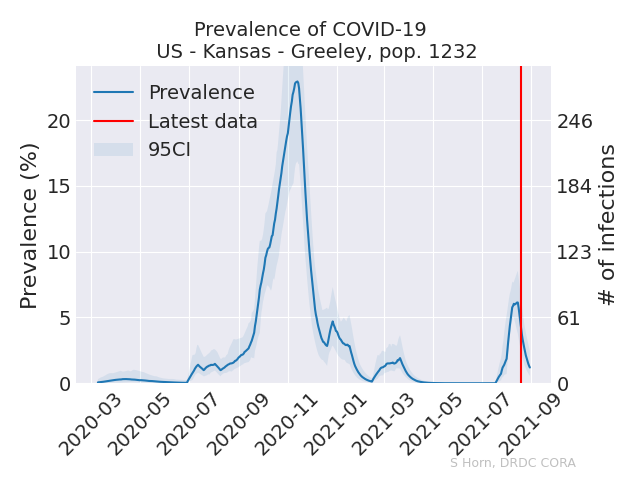 Prevalence of COVID-19
US - Kansas - Greeley, pop. 1232
Prevalence
Latest data
95CI
Prevalence (%)
20
15
10
5
0
246
184
123
61
0
# of infections
2020-03
2020-05
2020-07
2020-09
2020-11
2021-01
2021-03
2021-05
2021-07
2021-09
S Horn, DRDC CORA